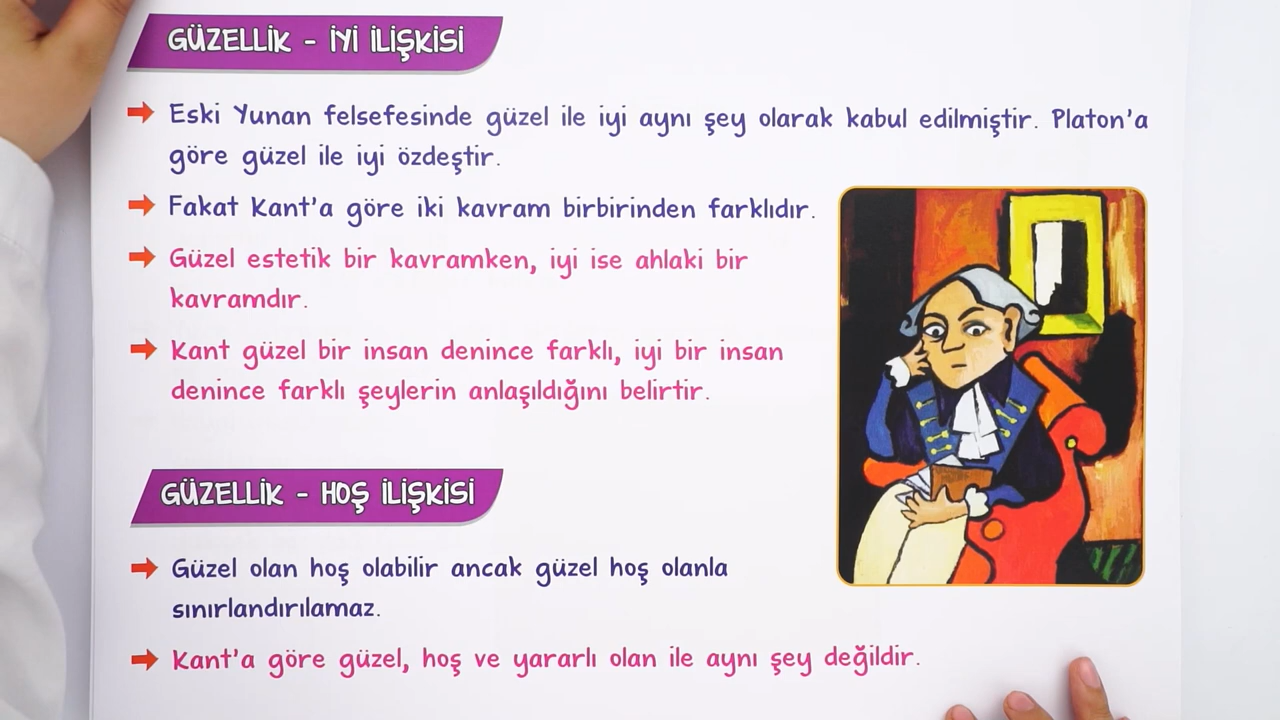 GÜZELLİK - İYİ İLİŞKİSİ
Eski Yunan felsefesinde güzel ile iyi aynı şey olarak kabul edilmiştir. Platon'a
göre güzel ile iyi özdeştir.
Fakat Kant'a göre iki kavram birbirinden farklıdır.
Güzel estetik bir kavramken, iyi ise ahlaki bir
kavramdır.
Kant güzel bir insan denince farklı, iyi bir insan
denince farklı şeylerin anlaşıldığını belirtir.
GÜZELLİK - HOŞ İLİŞKİSİ
Güzel olan hoş olabilir ancak güzel hoş olanla
sınırlandırılamaz.
Kant'a göre güzel, hoş ve yararlı olan ile aynı şey değildir.